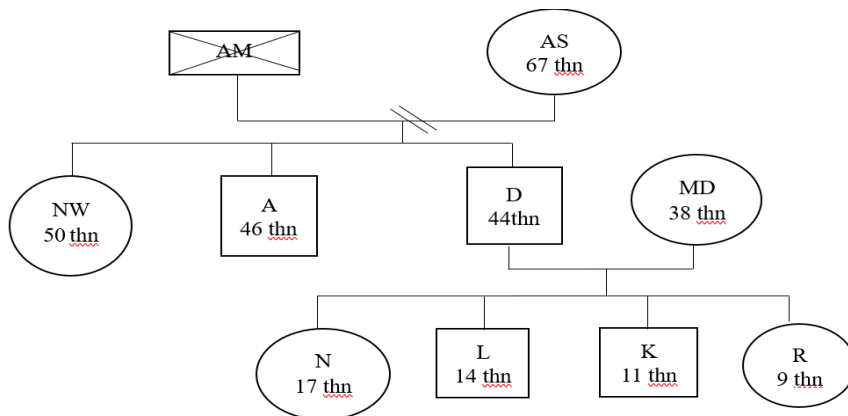 AM
AS
67 thn
NW
50 thn
A
46 thn
D
44thn
MD
38 thn
N
17 thn
L
14 thn
K
11 thn
R
9 thn